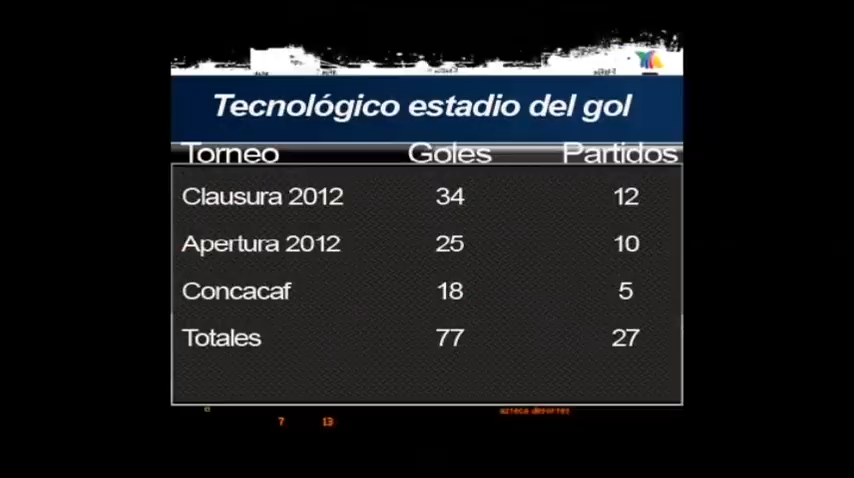 Tecnológico estadio del gol
Torneo Goles Partidos
Clausura 2012 34 12
Apertura 2012 25 10
Concacaf 18 5
Totales 77 27
7 13
azteca deportes